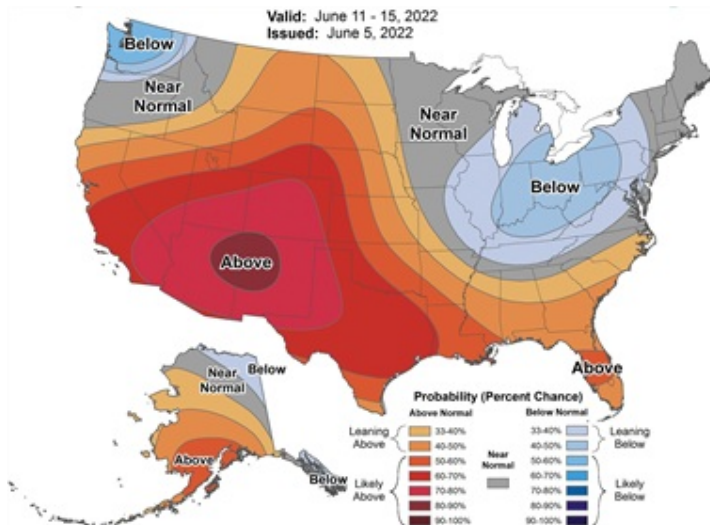 Valid: June 11 - 15, 2022
Issued: June 5, 2022
Below
Near
Normal
Near
Normal
Below
Above
Above
Near
Normal
Below
Above
Below
Probability (Percent Chance)
Above Normal
Below Normal
Leaning
Above
33-40%
40-50%
Likely
Above
50-60%
60-70%
70-80%
80-90%
90-100%
Near
Normal
33-40%
40-50%
Leaning
Below
50-60%
60-70%
70-80%
80-90%
90-100%
Likely
Below